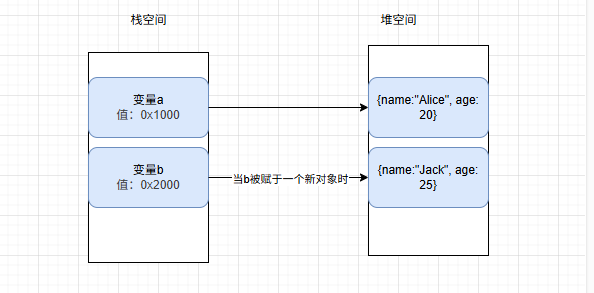 栈空间
堆空间
变量a
值：0x1000
{name:"Alice", age:
20}
变量b
值：0x2000
当b被赋于一个新对象时
{name:"Jack", age:
25}